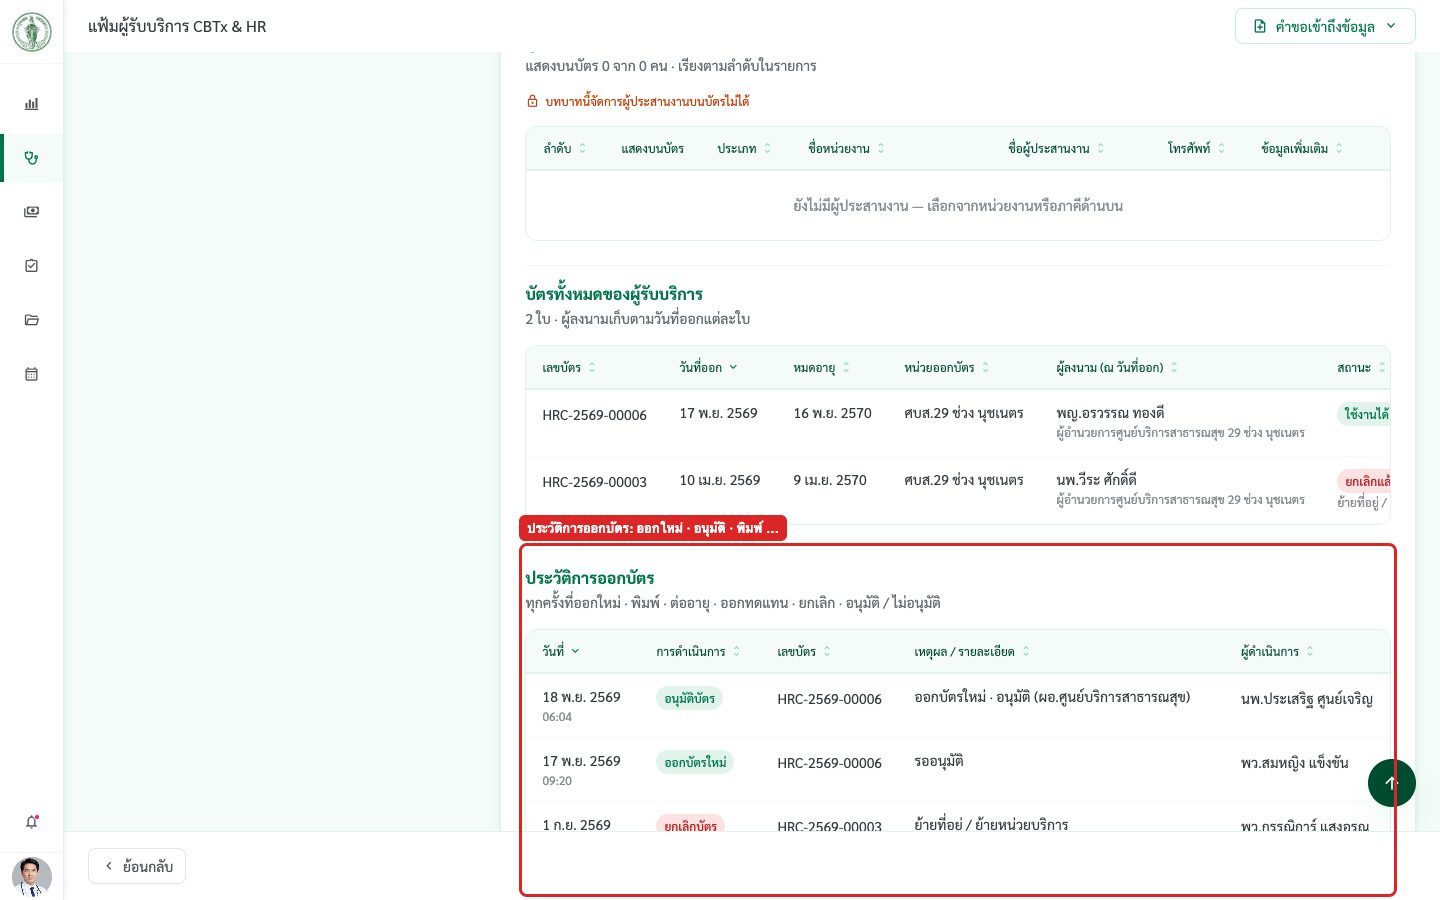 แฟ้มผู้รับบริการ CBTx & HR
คำขอเข้าถึงข้อมูล
แสดงบนบัตร 0 จาก 0 คน · เรียงตามลำดับในรายการ
บทบาทนี้จัดการผู้ประสานงานบนบัตรไม่ได้
ลำดับ แสดงบนบัตร ประเภท ชื่อหน่วยงาน ชื่อผู้ประสานงาน โทรศัพท์ ข้อมูลเพิ่มเติม
ยังไม่มีผู้ประสานงาน — เลือกจากหน่วยงานหรือภาคีด้านบน
บัตรทั้งหมดของผู้รับบริการ
2 ใบ · ผู้ลงนามเก็บตามวันที่ออกแต่ละใบ
เลขบัตร วันที่ออก หมดอายุ หน่วยออกบัตร ผู้ลงนาม (ณ วันที่ออก) สถานะ
HRC-2569-00006 17 พ.ย. 2569 16 พ.ย. 2570 ศบส.29 ช่วง นุชเนตร พญ.อรวรรณ ทองดี ใช้งานได้
ผู้อำนวยการศูนย์บริการสาธารณสุข 29 ช่วง นุชเนตร
HRC-2569-00003 10 เม.ย. 2569 9 เม.ย. 2570 ศบส.29 ช่วง นุชเนตร นพ.วีระ ศักดิ์ดี ยกเลิกแล้
ผู้อำนวยการศูนย์บริการสาธารณสุข 29 ช่วง นุชเนตร ย้ายที่อยู่ /
ประวัติการออกบัตร: ออกใหม่ · อนุมัติ · พิมพ์ ...
ประวัติการออกบัตร
ทุกครั้งที่ออกใหม่ · พิมพ์ · ต่ออายุ · ออกทดแทน · ยกเลิก · อนุมัติ / ไม่อนุมัติ
วันที่ การดำเนินการ เลขบัตร เหตุผล / รายละเอียด ผู้ดำเนินการ
18 พ.ย. 2569 อนุมัติบัตร HRC-2569-00006 ออกบัตรใหม่ · อนุมัติ (ผอ.ศูนย์บริการสาธารณสุข) นพ.ประเสริฐ ศูนย์เจริญ
06:04
17 พ.ย. 2569 ออกบัตรใหม่ HRC-2569-00006 รออนุมัติ พว.สมหญิง แข็งขัน
09:20
1 ก.ย. 2569 ยกเลิกบัตร HRC-2569-00003 ย้ายที่อยู่ / ย้ายหน่วยบริการ
ย้อนกลับ